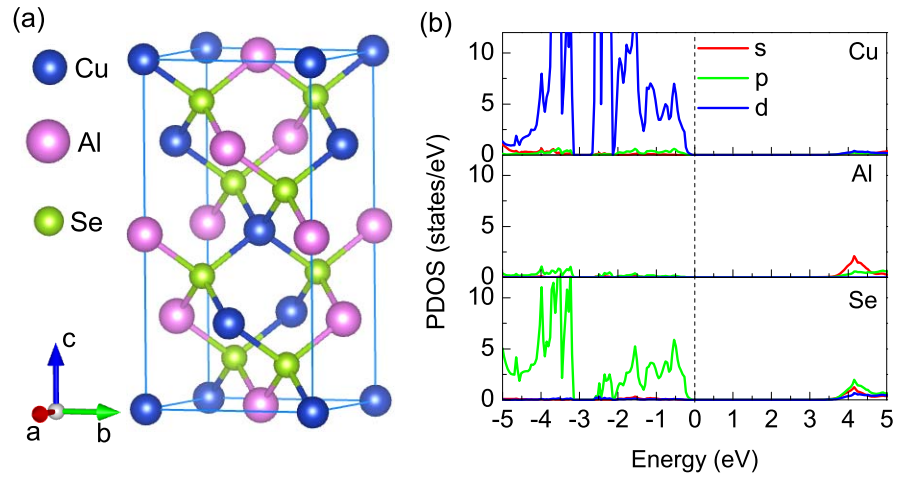 (a)
Cu
Al
Se
c
a
b
(b)
PDOS (states/eV)
10
5
0
s
p
d
Cu
10
5
0
Al
10
5
0
Se
-5 -4 -3 -2 -1 0 1 2 3 4 5
Energy (eV)